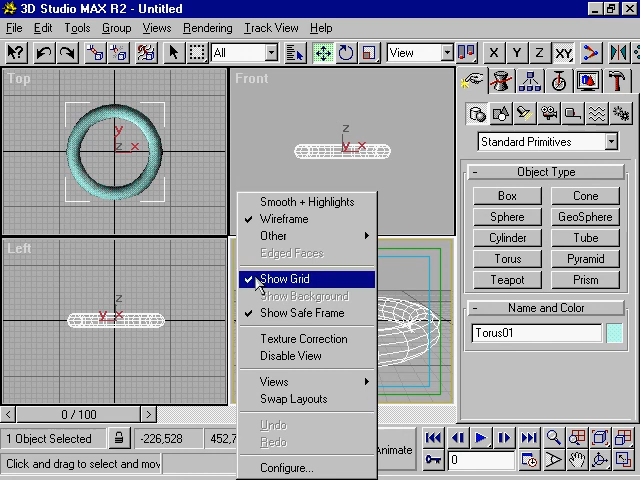 3D Studio MAX R2 - Untitled
File Edit Tools Group Views Rendering Track View Help
All View X Y Z XY
Top
y
z x
Front
z
y x
Left
z
y x
Smooth + Highlights
Wireframe
Other
Edged Faces
Show Grid
Show Background
Show Safe Frame
Texture Correction
Disable View
Views
Swap Layouts
Undo
Redo
Configure...
Standard Primitives
- Object Type
Box Cone
Sphere GeoSphere
Cylinder Tube
Torus Pyramid
Teapot Prism
- Name and Color
Torus01
< 0 / 100 >
1 Object Selected -226,528 452,7
Animate
0
Click and drag to select and mov